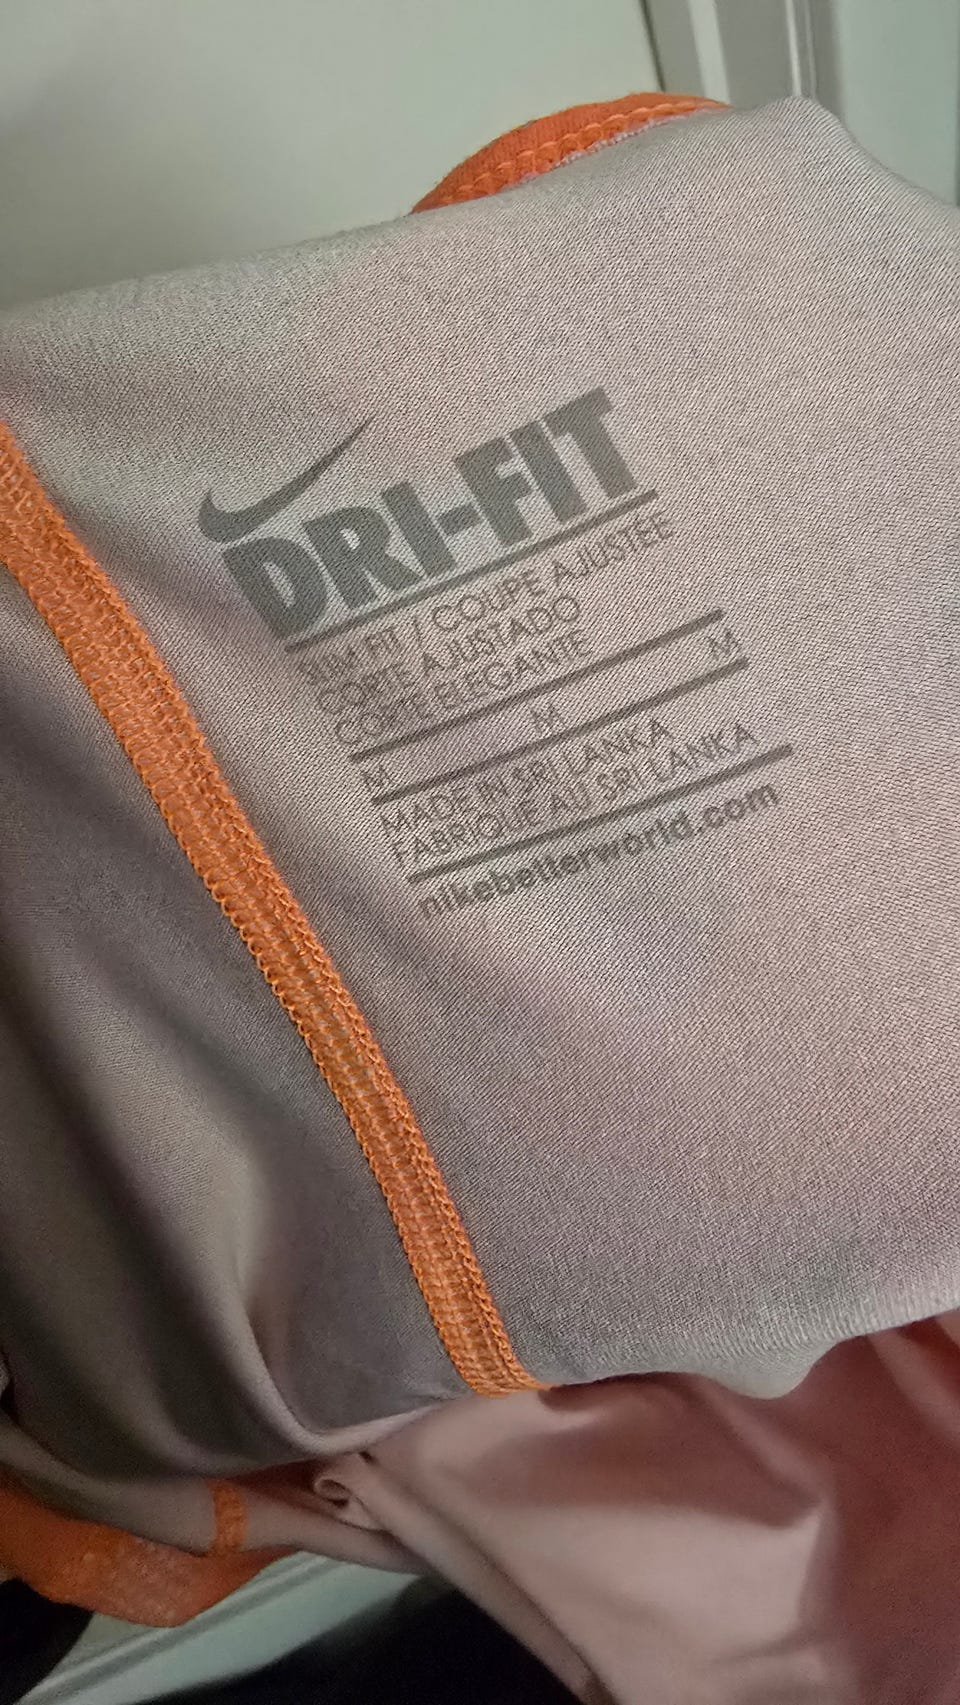 DRI-FIT
SLIM FIT / COUPE AJUSTÉE
CORTE AJUSTADO
CORTE ELEGANTE
M M M
MADE IN SRI LANKA
FABRIQUÉ AU SRI LANKA
nikebetterworld.com